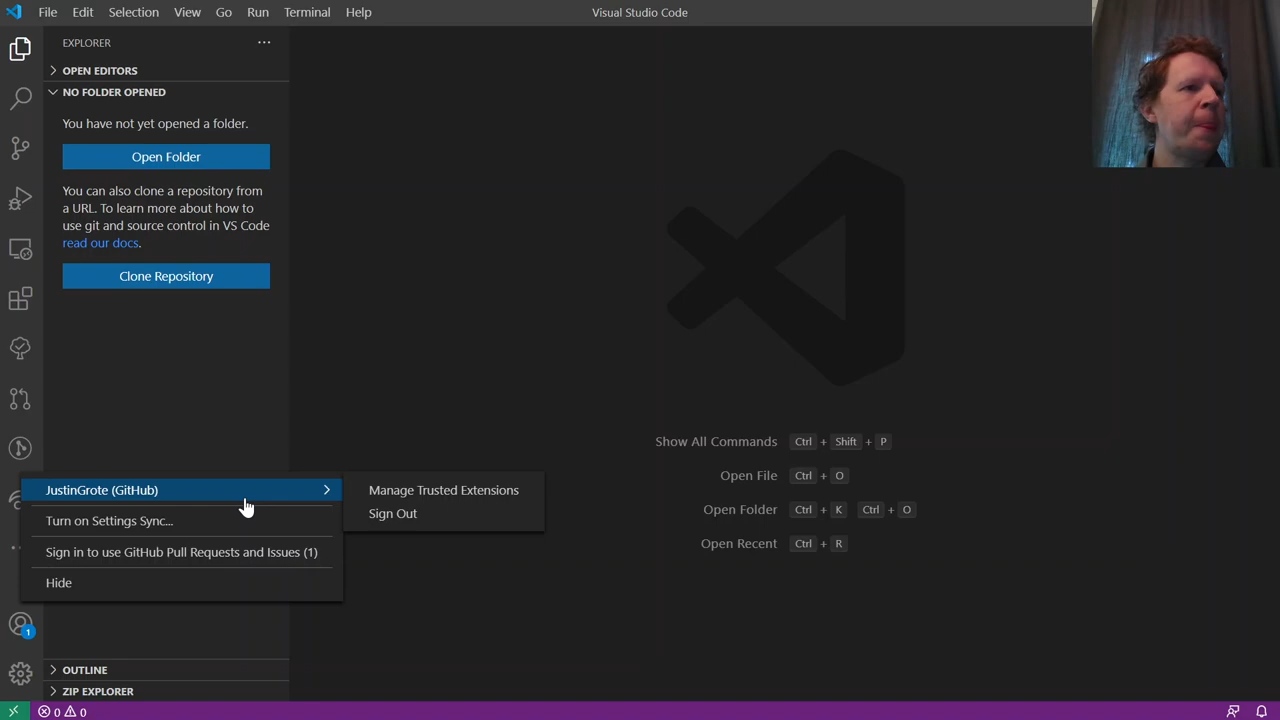 File Edit Selection View Go Run Terminal Help
Visual Studio Code
EXPLORER
OPEN EDITORS
NO FOLDER OPENED
You have not yet opened a folder.
Open Folder
You can also clone a repository from
a URL. To learn more about how to
use git and source control in VS Code
read our docs.
Clone Repository
Show All Commands Ctrl + Shift + P
Open File Ctrl + O
Open Folder Ctrl + K Ctrl + O
Open Recent Ctrl + R
JustinGrote (GitHub)
Turn on Settings Sync...
Sign in to use GitHub Pull Requests and Issues (1)
Hide
Manage Trusted Extensions
Sign Out
1
OUTLINE
ZIP EXPLORER
0 0